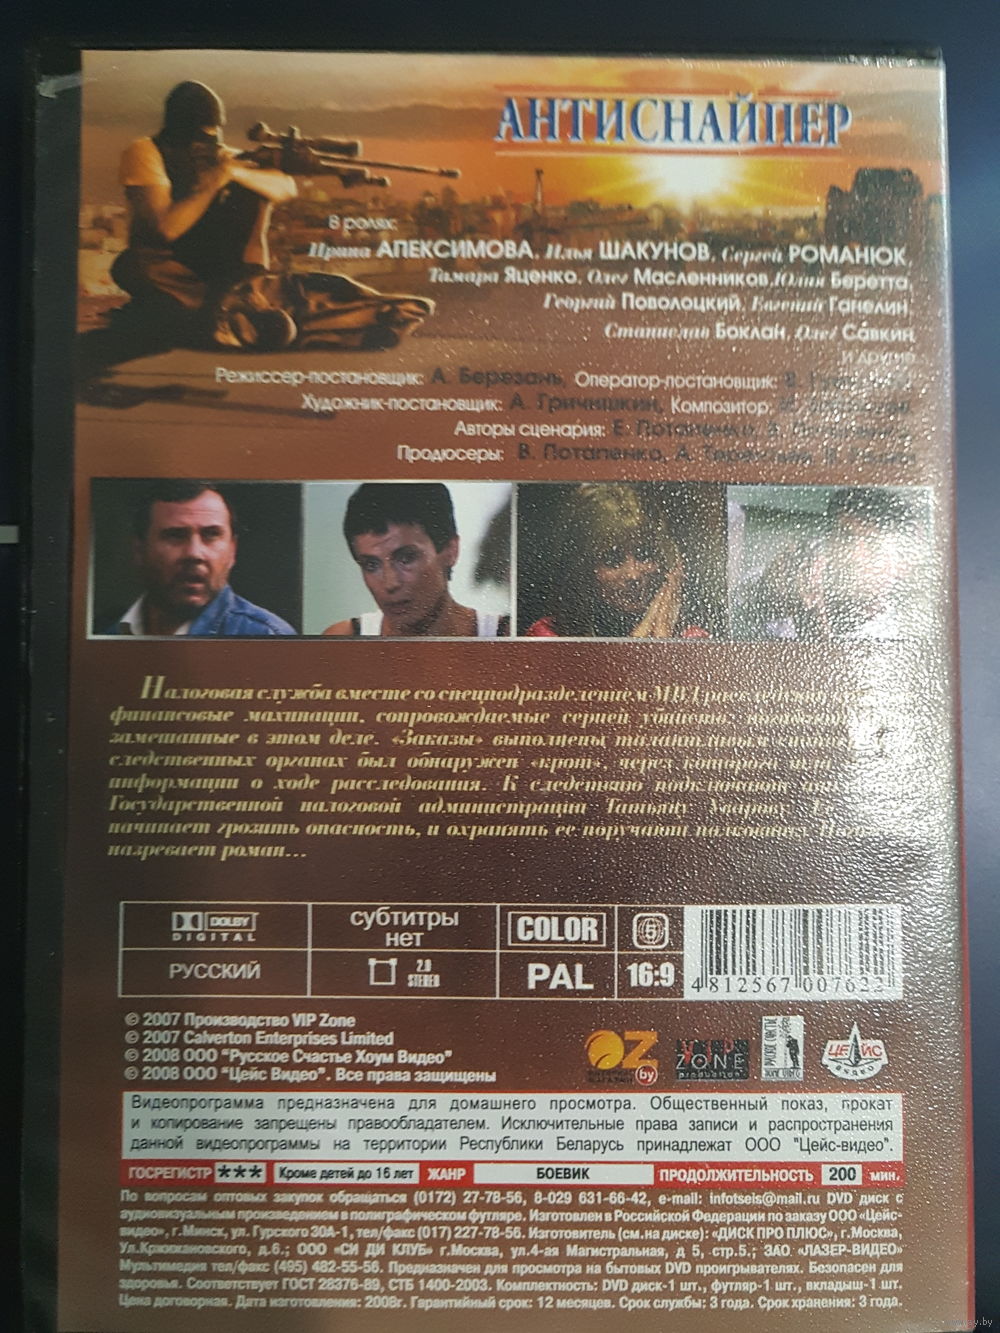 АНТИСНАЙПЕР
В ролях:
Ирина АПЕКСИМОВА, Илья ШАКУНОВ, Сергей РОМАНЮК,
Тамара Яценко, Олег Масленников, Юлия Беретта,
Георгий Поволоцкий, Евгений Ганелин,
Станислав Боклан, Олег Савкин
и другие
Режиссер-постановщик: А. Березань, Оператор-постановщик: В.
Художник-постановщик: А. Гричишкин, Композитор:
Авторы сценария: Е. Потапенко,
Продюсеры: В. Потапенко, А.
Налоговая служба вместе со спецподразделением МВД
финансовые махинации, сопровождаемые серией убийств:
замешанные в этом деле. «Заказы» выполнены талантливым
следственных органах был обнаружен «крот», через которого
информации о ходе расследования. К следствию подключают
Государственной налоговой администрации Татьяну
начинает грозить опасность, и охранять ее поручают полковнику
назревает роман...
DOLBY DIGITAL
субтитры нет
COLOR
5
РУССКИЙ
2.0 STEREO
PAL
16:9
4 812567 007622
© 2007 Производство VIP Zone
© 2007 Calverton Enterprises Limited
© 2008 ООО "Русское Счастье Хоум Видео"
© 2008 ООО "Цейс Видео". Все права защищены
OZ by
ZONE production
ЦЕЙС ВИДЕО
Видеопрограмма предназначена для домашнего просмотра. Общественный показ, прокат
и копирование запрещены правообладателем. Исключительные права записи и распространения
данной видеопрограммы на территории Республики Беларусь принадлежат ООО "Цейс-видео".
ГОСРЕГИСТР *** Кроме детей до 16 лет ЖАНР БОЕВИК ПРОДОЛЖИТЕЛЬНОСТЬ 200 мин.
По вопросам оптовых закупок обращаться (0172) 27-78-56, 8-029 631-66-42, e-mail: infotseis@mail.ru DVD диск с
аудиовизуальным произведением в полиграфическом футляре. Изготовлен в Российской Федерации по заказу ООО «Цейс-
видео», г.Минск, ул. Гурского 30А-1, тел/факс (017) 227-78-56. Изготовитель (см.на диске): «ДИСК ПРО ПЛЮС», г.Москва,
Ул.Кржижановского, д.6.; ООО «СИ ДИ КЛУБ» г.Москва, ул.4-ая Магистральная, д 5, стр.5.; ЗАО «ЛАЗЕР-ВИДЕО»
Мультимедия тел/факс (495) 482-55-56. Предназначен для просмотра на бытовых DVD проигрывателях. Безопасен для
здоровья. Соответствует ГОСТ 28376-89, СТБ 1400-2003. Комплектность: DVD диск-1 шт., футляр-1 шт., вкладыш-1 шт.
Цена договорная. Дата изготовления: 2008г. Гарантийный срок: 12 месяцев. Срок службы: 3 года. Срок хранения: 3 года.